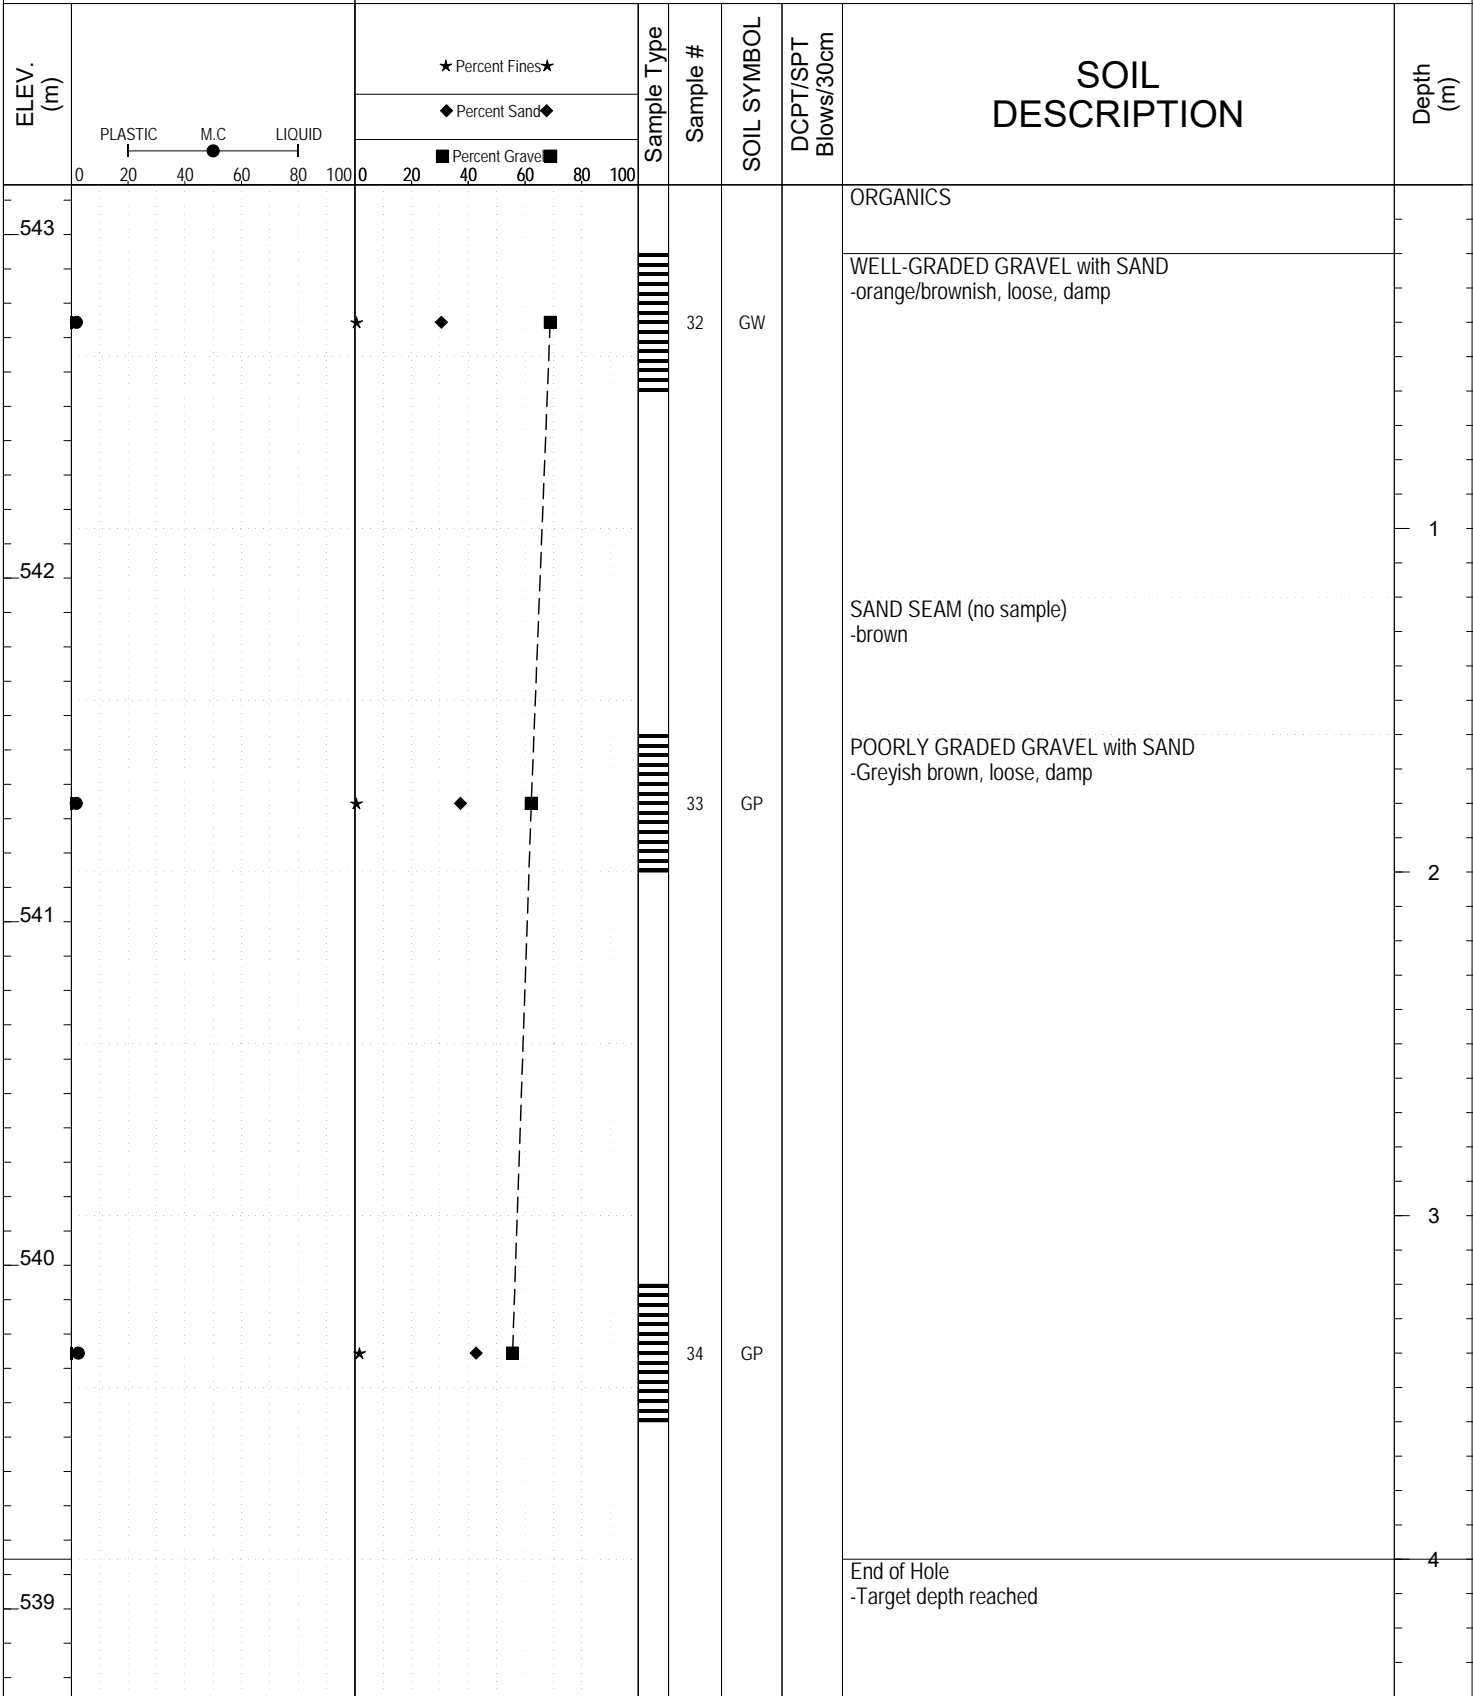 ELEV.
(m)
PLASTIC M.C LIQUID
0 20 40 60 80 100
★ Percent Fines★
◆ Percent Sand◆
■ Percent Gravel■
0 20 40 60 80 100
Sample Type
Sample #
SOIL SYMBOL
DCPT/SPT
Blows/30cm
SOIL
DESCRIPTION
Depth
(m)
ORGANICS
543
WELL-GRADED GRAVEL with SAND
-orange/brownish, loose, damp
32 GW
1
542
SAND SEAM (no sample)
-brown
POORLY GRADED GRAVEL with SAND
-Greyish brown, loose, damp
33 GP
2
541
3
540
34 GP
4
End of Hole
-Target depth reached
539